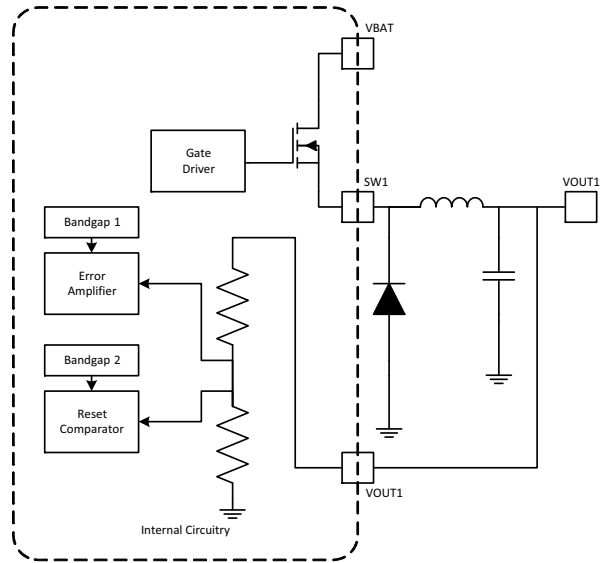 VBAT
Gate
Driver
SW1
VOUT1
Bandgap 1
Error
Amplifier
Bandgap 2
Reset
Comparator
VOUT1
Internal Circuitry